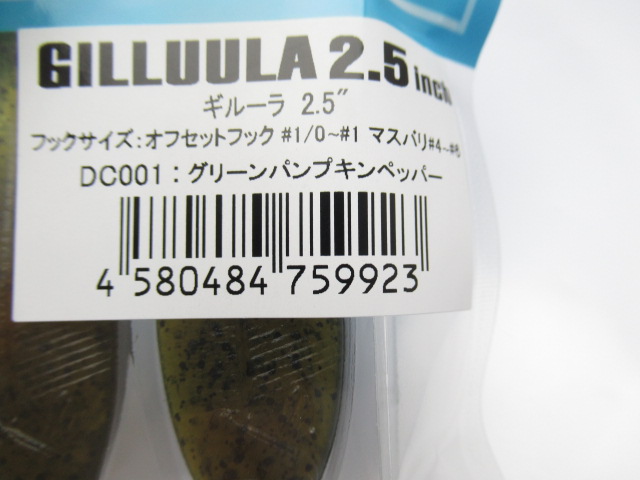 GILLUULA 2.5 inch
ギルーラ 2.5"
フックサイズ:オフセットフック #1/0~#1 マスバリ#4~#6
DC001:グリーンパンプキンペッパー
4 580484 759923